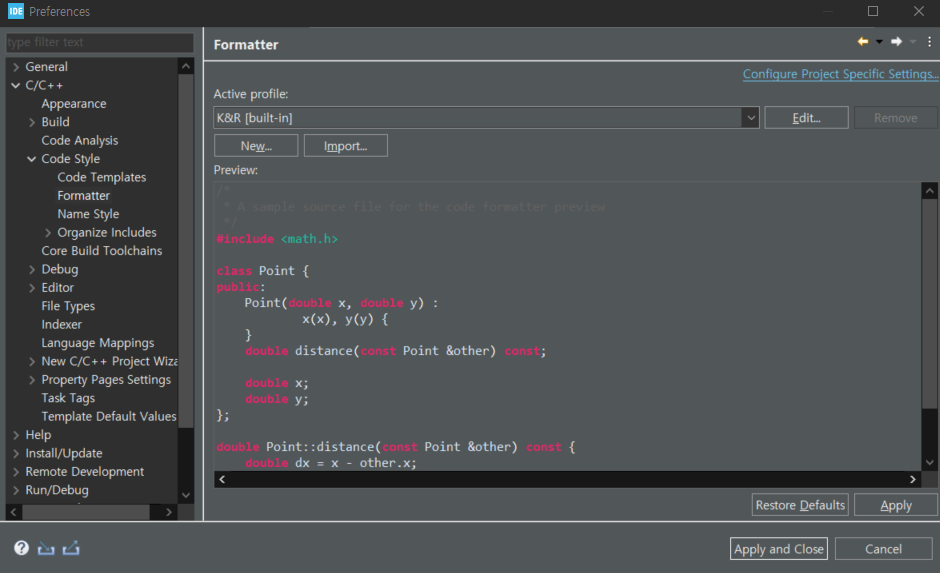 IDE Preferences
type filter text
General
C/C++
Appearance
Build
Code Analysis
Code Style
Code Templates
Formatter
Name Style
Organize Includes
Core Build Toolchains
Debug
Editor
File Types
Indexer
Language Mappings
New C/C++ Project Wiza
Property Pages Settings
Task Tags
Template Default Values
Help
Install/Update
Remote Development
Run/Debug
Formatter
Configure Project Specific Settings...
Active profile:
K&R [built-in]
Edit...
Remove
New...
Import...
Preview:
/*
 * A sample source file for the code formatter preview
 */
#include <math.h>
class Point {
public:
    Point(double x, double y) :
            x(x), y(y) {
    }
    double distance(const Point &other) const;
    double x;
    double y;
};
double Point::distance(const Point &other) const {
    double dx = x - other.x;
Restore Defaults
Apply
Apply and Close
Cancel